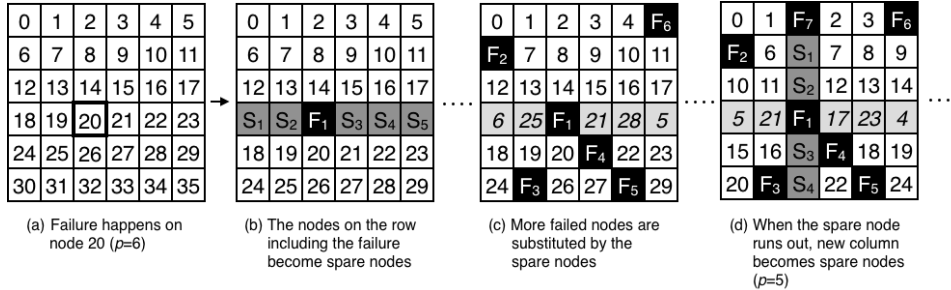 0 1 2 3 4 5
6 7 8 9 10 11
12 13 14 15 16 17
18 19 20 21 22 23
24 25 26 27 28 29
30 31 32 33 34 35
(a) Failure happens on
node 20 (p=6)
0 1 2 3 4 5
6 7 8 9 10 11
12 13 14 15 16 17
S₁ S₂ F₁ S₃ S₄ S₅
18 19 20 21 22 23
24 25 26 27 28 29
(b) The nodes on the row
including the failure
become spare nodes
0 1 2 3 4 F₆
F₂ 7 8 9 10 11
12 13 14 15 16 17
6 25 F₁ 21 28 5
18 19 20 F₄ 22 23
24 F₃ 26 27 F₅ 29
(c) More failed nodes are
substituted by the
spare nodes
0 1 F₇ 2 3 F₆
F₂ 6 S₁ 7 8 9
10 11 S₂ 12 13 14
5 21 F₁ 17 23 4
15 16 S₃ F₄ 18 19
20 F₃ S₄ 22 F₅ 24
(d) When the spare node
runs out, new column
becomes spare nodes
(p=5)